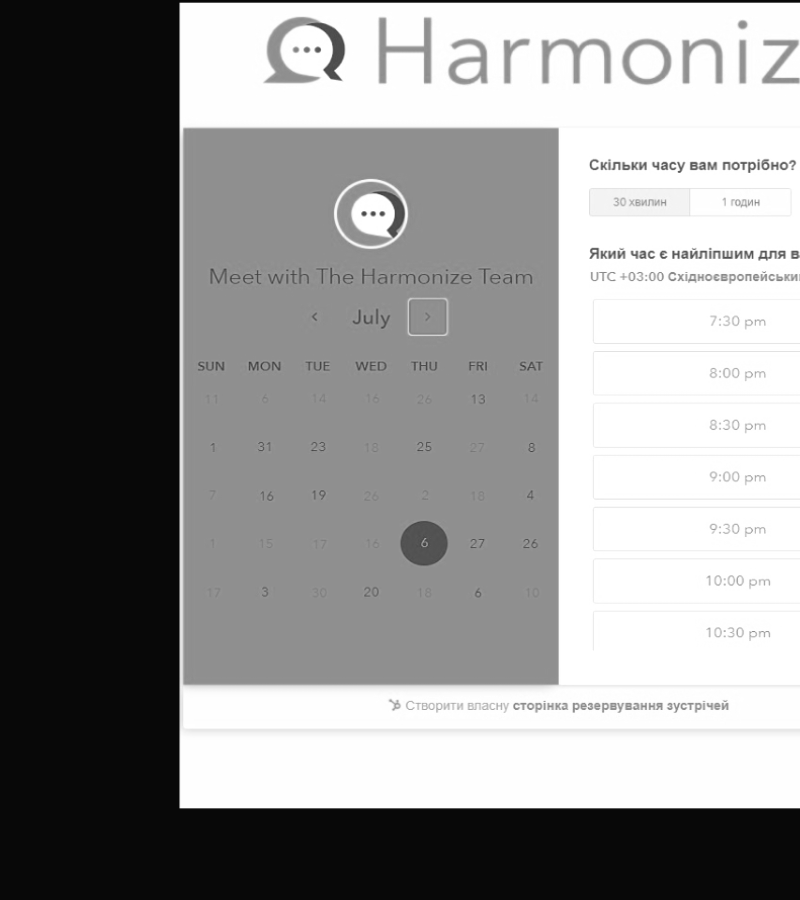 Harmoniz
Meet with The Harmonize Team
July
SUN MON TUE WED THU FRI SAT
11 6 14 16 26 13 14
1 31 23 18 25 27 8
7 16 19 26 2 18 4
1 15 17 16 6 27 26
17 3 30 20 18 6 10
Скільки часу вам потрібно?
30 хвилин 1 годин
Який час є найліпшим для в
UTC +03:00 Східноєвропейськи
7:30 pm
8:00 pm
8:30 pm
9:00 pm
9:30 pm
10:00 pm
10:30 pm
Створити власну сторінка резервування зустрічей